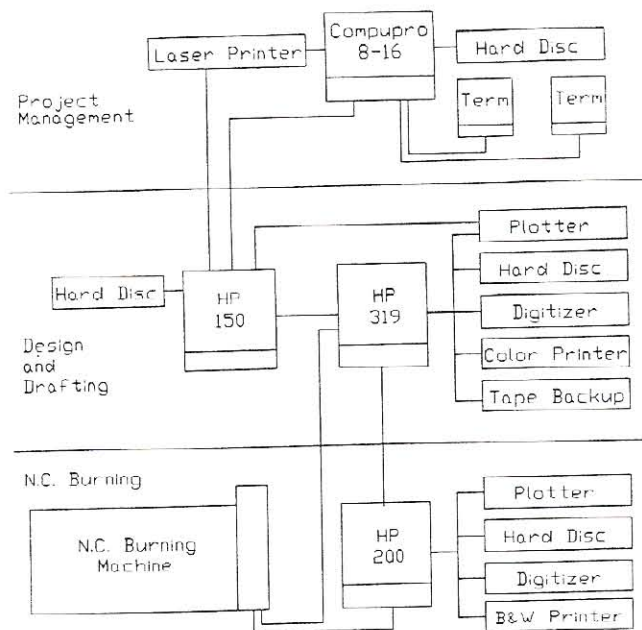 Laser Printer
Compupro
8-16
Hard Disc
Project
Management
Term
Term
Plotter
Hard Disc
HP
150
HP
319
Hard Disc
Digitizer
Design
and
Drafting
Color Printer
Tape Backup
N.C. Burning
N.C. Burning
Machine
HP
200
Plotter
Hard Disc
Digitizer
B&W Printer